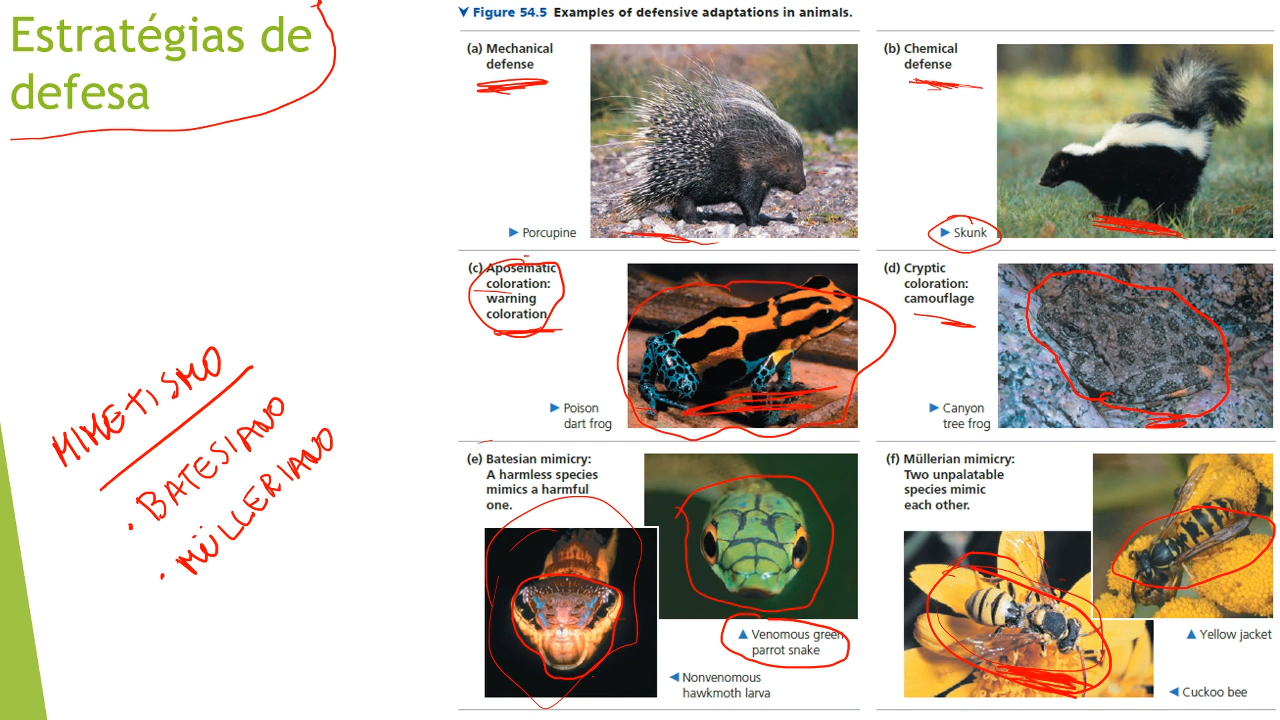 Estratégias de
defesa
MIMETISMO
• BATESIANO
• MÜLLERIANO
Figure 54.5 Examples of defensive adaptations in animals.
(a) Mechanical
defense
Porcupine
(b) Chemical
defense
Skunk
(c) Aposematic
coloration:
warning
coloration
Poison
dart frog
(d) Cryptic
coloration:
camouflage
Canyon
tree frog
(e) Batesian mimicry:
A harmless species
mimics a harmful
one.
Venomous green
parrot snake
Nonvenomous
hawkmoth larva
(f) Müllerian mimicry:
Two unpalatable
species mimic
each other.
Yellow jacket
Cuckoo bee